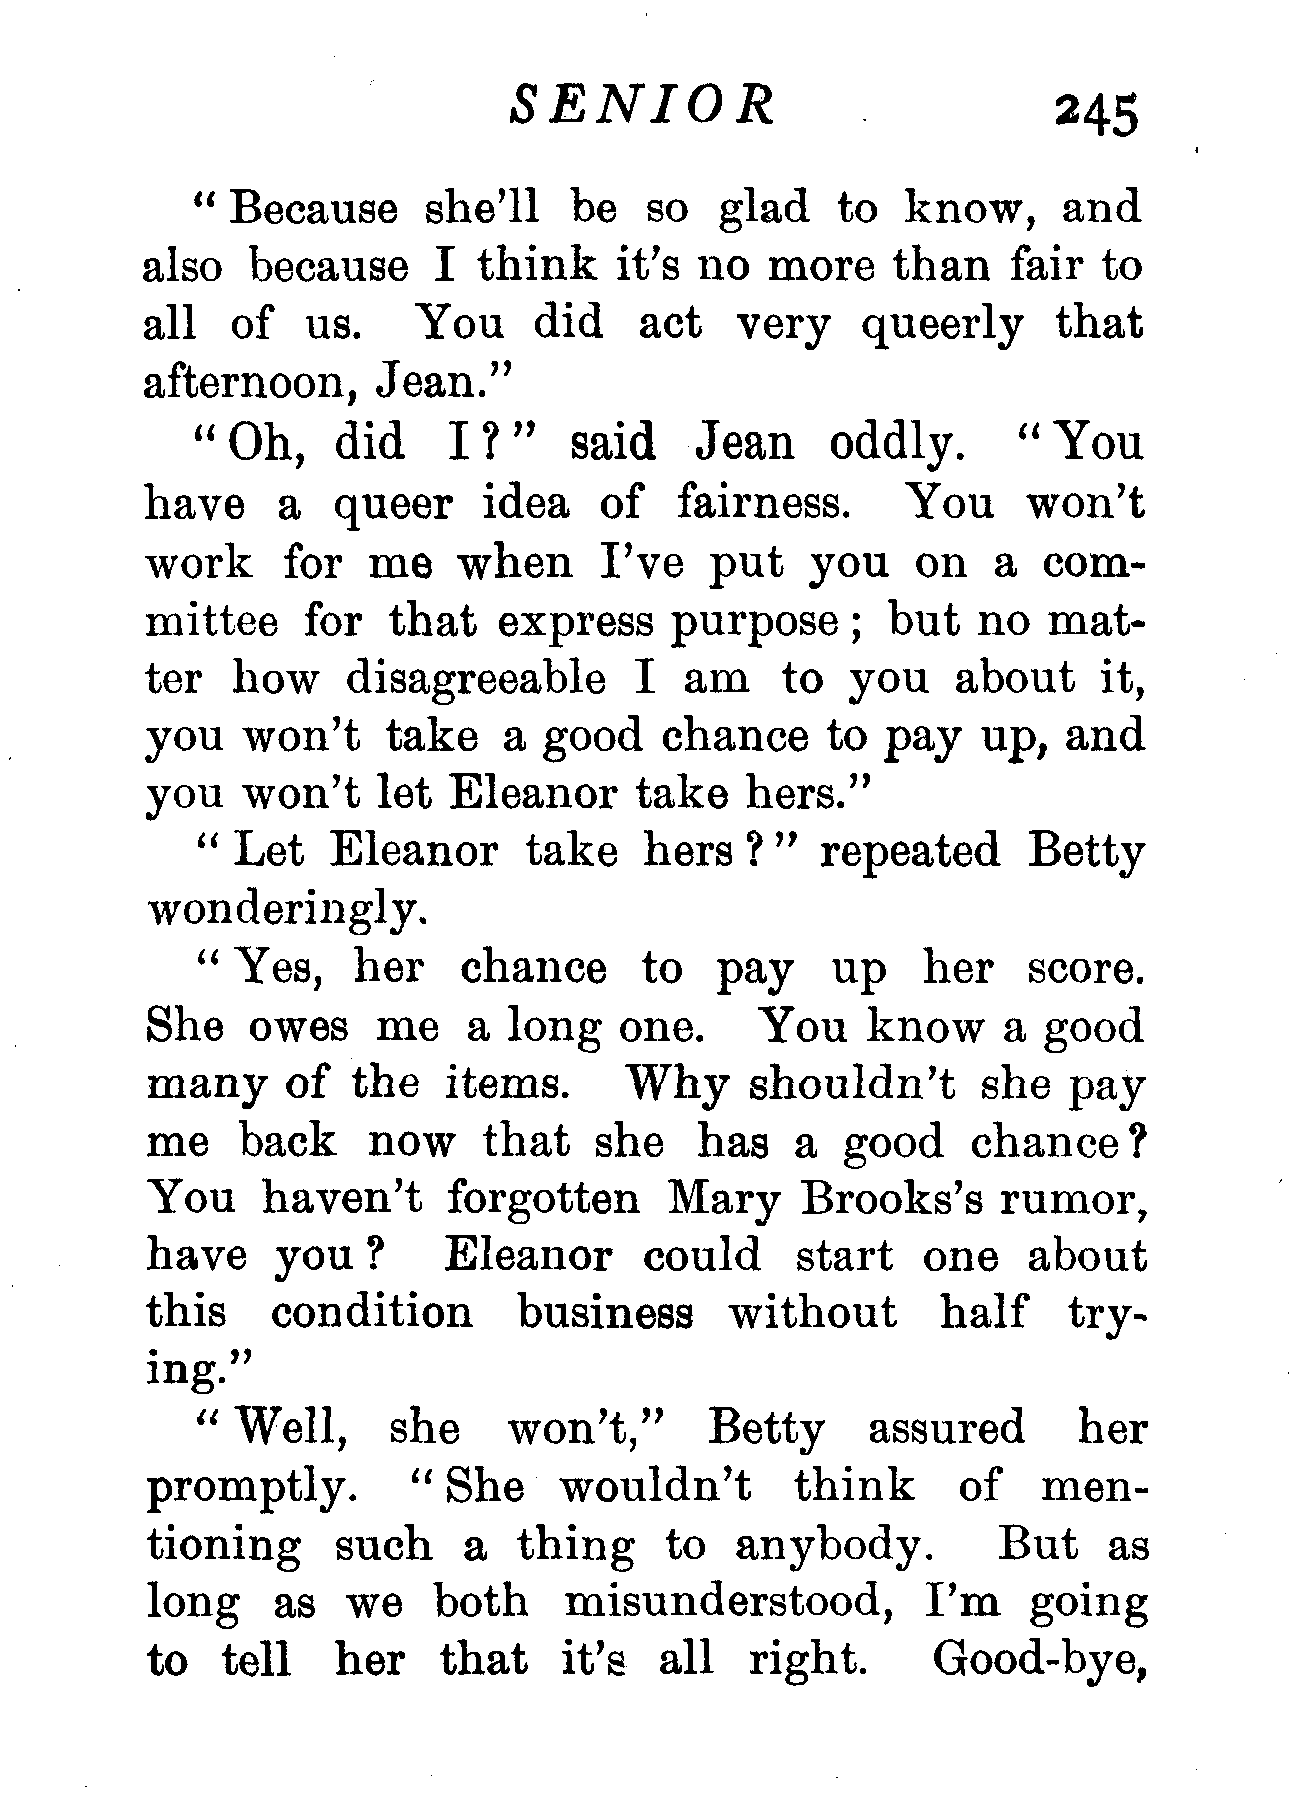 SENIOR 245
“ Because she’ll be so glad to know, and
also because I think it’s no more than fair to
all of us. You did act very queerly that
afternoon, Jean.”
“ Oh, did I ? ” said Jean oddly. “ You
have a queer idea of fairness. You won’t
work for me when I’ve put you on a com-
mittee for that express purpose ; but no mat-
ter how disagreeable I am to you about it,
you won’t take a good chance to pay up, and
you won’t let Eleanor take hers.”
“ Let Eleanor take hers ? ” repeated Betty
wonderingly.
“ Yes, her chance to pay up her score.
She owes me a long one. You know a good
many of the items. Why shouldn’t she pay
me back now that she has a good chance ?
You haven’t forgotten Mary Brooks’s rumor,
have you ? Eleanor could start one about
this condition business without half try-
ing.”
“ Well, she won’t,” Betty assured her
promptly. “ She wouldn’t think of men-
tioning such a thing to anybody. But as
long as we both misunderstood, I’m going
to tell her that it’s all right. Good-bye,